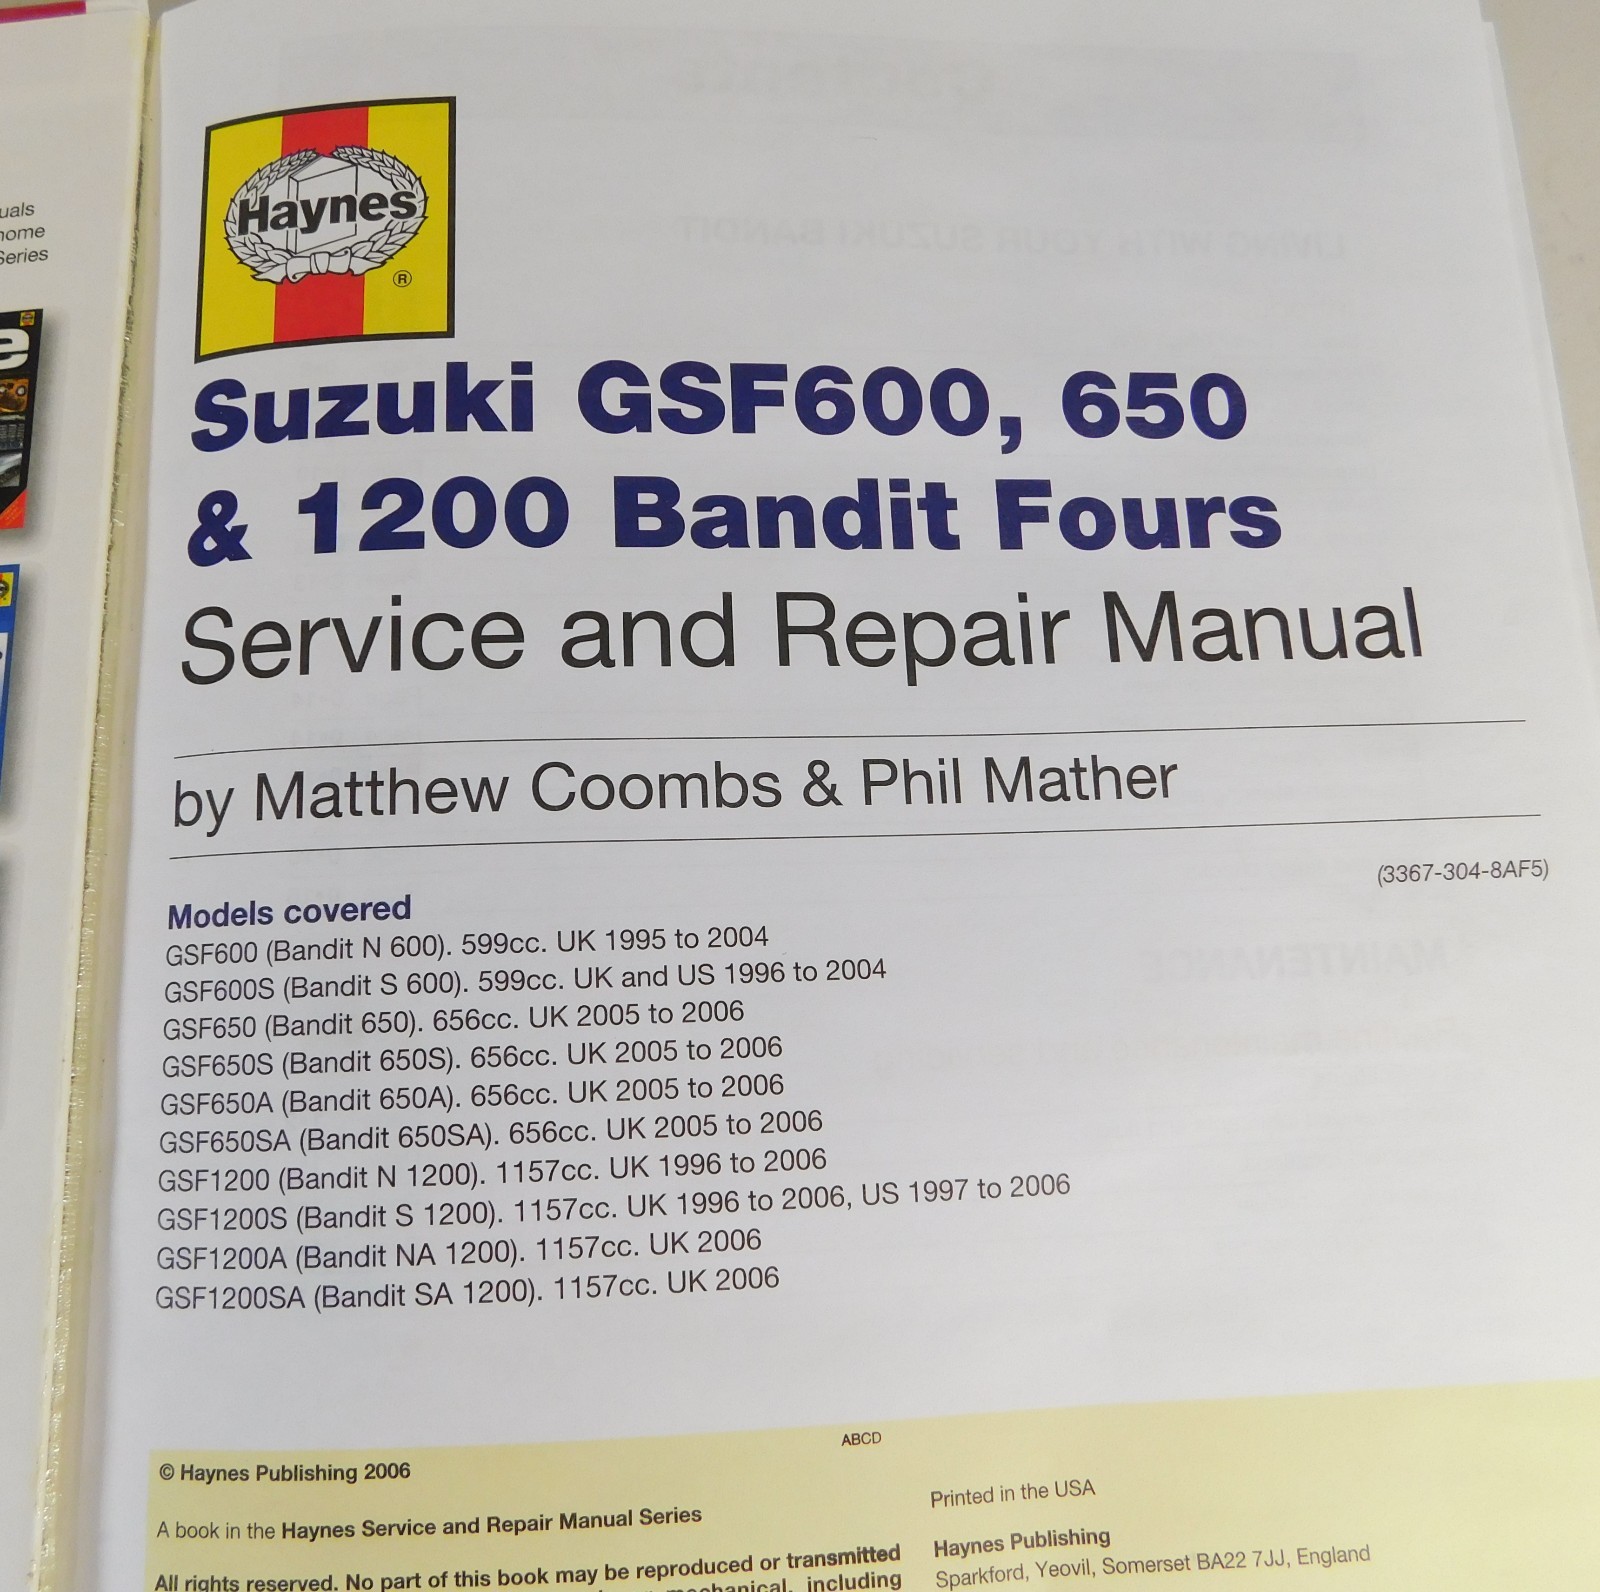 uals
home
Series
e
Haynes
®
Suzuki GSF600, 650
& 1200 Bandit Fours
Service and Repair Manual
by Matthew Coombs & Phil Mather
(3367-304-8AF5)
Models covered
GSF600 (Bandit N 600). 599cc. UK 1995 to 2004
GSF600S (Bandit S 600). 599cc. UK and US 1996 to 2004
GSF650 (Bandit 650). 656cc. UK 2005 to 2006
GSF650S (Bandit 650S). 656cc. UK 2005 to 2006
GSF650A (Bandit 650A). 656cc. UK 2005 to 2006
GSF650SA (Bandit 650SA). 656cc. UK 2005 to 2006
GSF1200 (Bandit N 1200). 1157cc. UK 1996 to 2006
GSF1200S (Bandit S 1200). 1157cc. UK 1996 to 2006, US 1997 to 2006
GSF1200A (Bandit NA 1200). 1157cc. UK 2006
GSF1200SA (Bandit SA 1200). 1157cc. UK 2006
ABCD
© Haynes Publishing 2006
A book in the Haynes Service and Repair Manual Series
All rights reserved. No part of this book may be reproduced or transmitted
mechanical, including
Printed in the USA
Haynes Publishing
Sparkford, Yeovil, Somerset BA22 7JJ, England